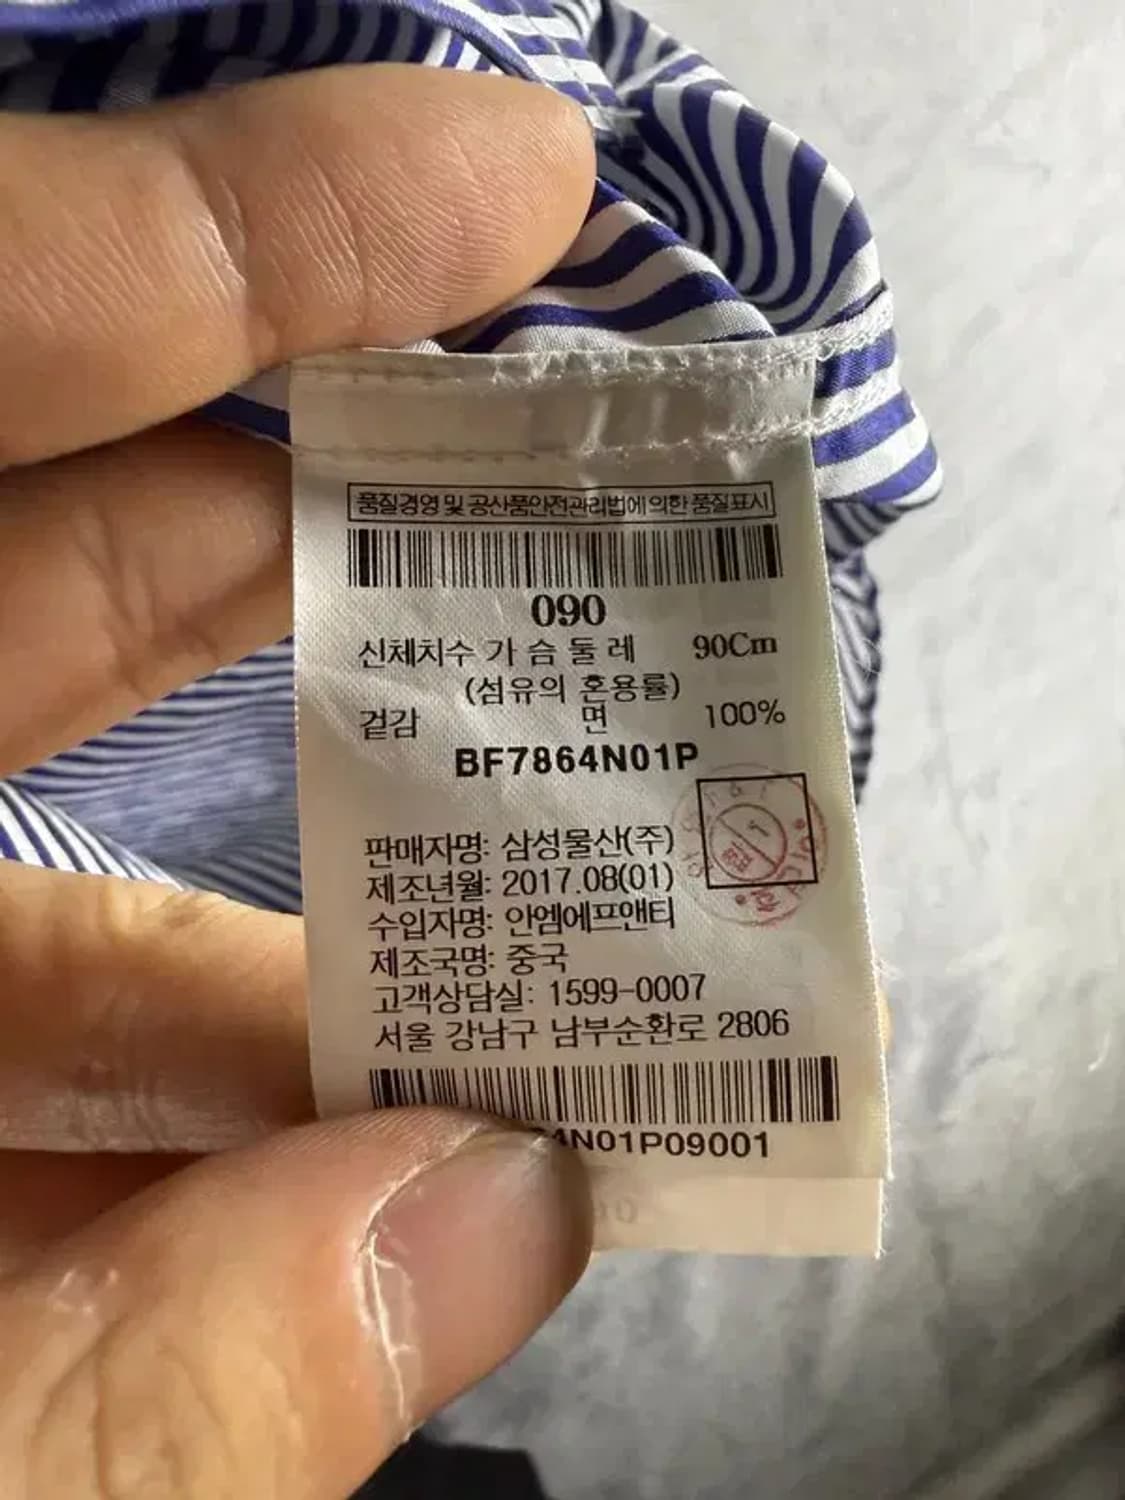 품질경영 및 공산품안전관리법에 의한 품질표시
090
신체치수 가 슴 둘 레 90Cm
(섬유의 혼용률)
겉감 면 100%
BF7864N01P
판매자명: 삼성물산(주)
제조년월: 2017.08(01)
수입자명: 안엠에프앤티
제조국명: 중국
고객상담실: 1599-0007
서울 강남구 남부순환로 2806
4N01P09001